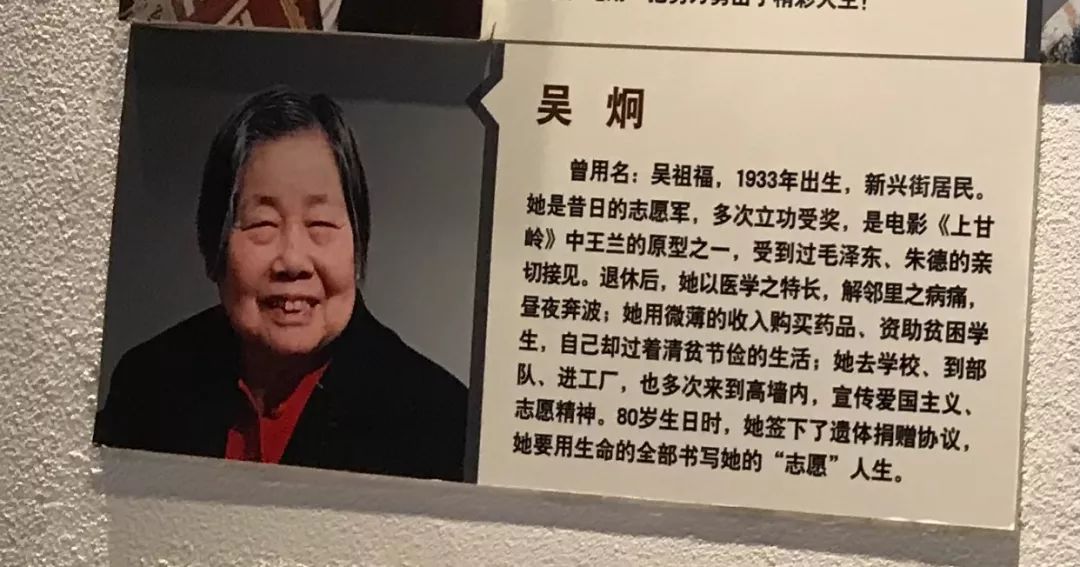 吴 炯
曾用名：吴祖福，1933年出生，新兴街居民。
她是昔日的志愿军，多次立功受奖，是电影《上甘
岭》中王兰的原型之一，受到过毛泽东、朱德的亲
切接见。退休后，她以医学之特长，解邻里之病痛，
昼夜奔波；她用微薄的收入购买药品、资助贫困学
生，自己却过着清贫节俭的生活；她去学校、到部
队、进工厂，也多次来到高墙内，宣传爱国主义、
志愿精神。80岁生日时，她签下了遗体捐赠协议，
她要用生命的全部书写她的“志愿”人生。